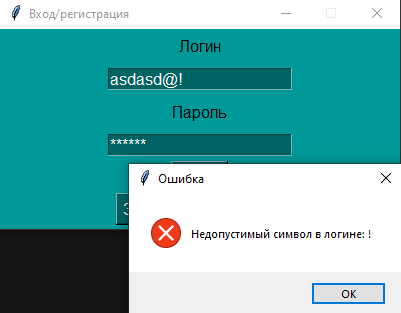 Вход/регистрация
Логин
asdasd@!
Пароль
******
Ошибка
Недопустимый символ в логине: !
OK